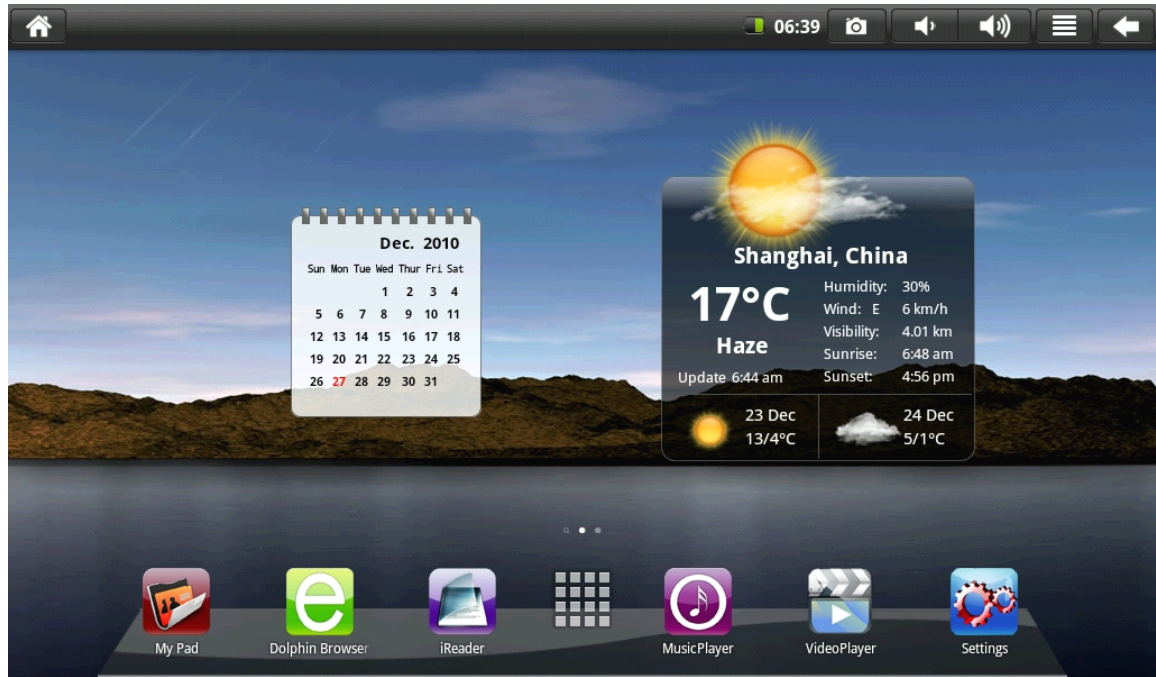 06:39
Dec. 2010
Sun Mon Tue Wed Thur Fri Sat
1 2 3 4
5 6 7 8 9 10 11
12 13 14 15 16 17 18
19 20 21 22 23 24 25
26 27 28 29 30 31
Shanghai, China
17°C
Haze
Update 6:44 am
Humidity: 30%
Wind: E 6 km/h
Visibility: 4.01 km
Sunrise: 6:48 am
Sunset: 4:56 pm
23 Dec
13/4°C
24 Dec
5/1°C
My Pad
Dolphin Browser
iReader
MusicPlayer
VideoPlayer
Settings